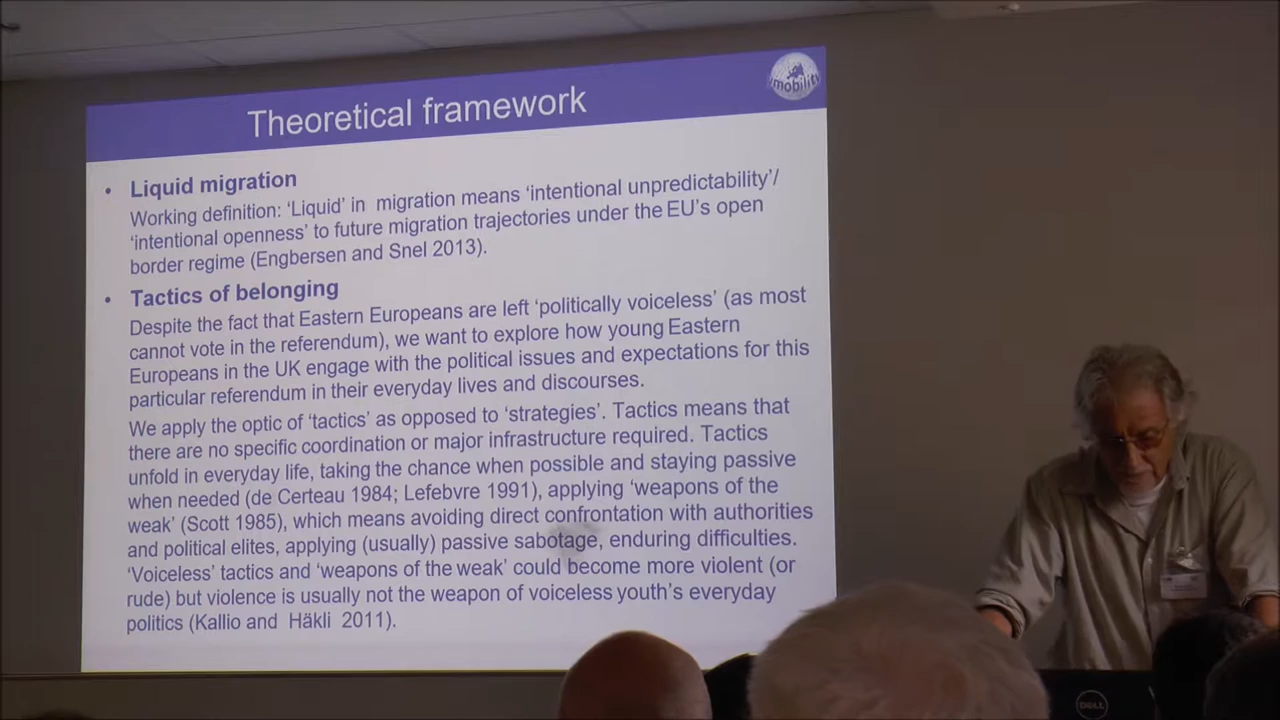 Theoretical framework
ymobility
• Liquid migration
Working definition: ‘Liquid’ in migration means ‘intentional unpredictability’/
‘intentional openness’ to future migration trajectories under the EU’s open
border regime (Engbersen and Snel 2013).
• Tactics of belonging
Despite the fact that Eastern Europeans are left ‘politically voiceless’ (as most
cannot vote in the referendum), we want to explore how young Eastern
Europeans in the UK engage with the political issues and expectations for this
particular referendum in their everyday lives and discourses.
We apply the optic of ‘tactics’ as opposed to ‘strategies’. Tactics means that
there are no specific coordination or major infrastructure required. Tactics
unfold in everyday life, taking the chance when possible and staying passive
when needed (de Certeau 1984; Lefebvre 1991), applying ‘weapons of the
weak’ (Scott 1985), which means avoiding direct confrontation with authorities
and political elites, applying (usually) passive sabotage, enduring difficulties.
‘Voiceless’ tactics and ‘weapons of the weak’ could become more violent (or
rude) but violence is usually not the weapon of voiceless youth’s everyday
politics (Kallio and Häkli 2011).
DELL